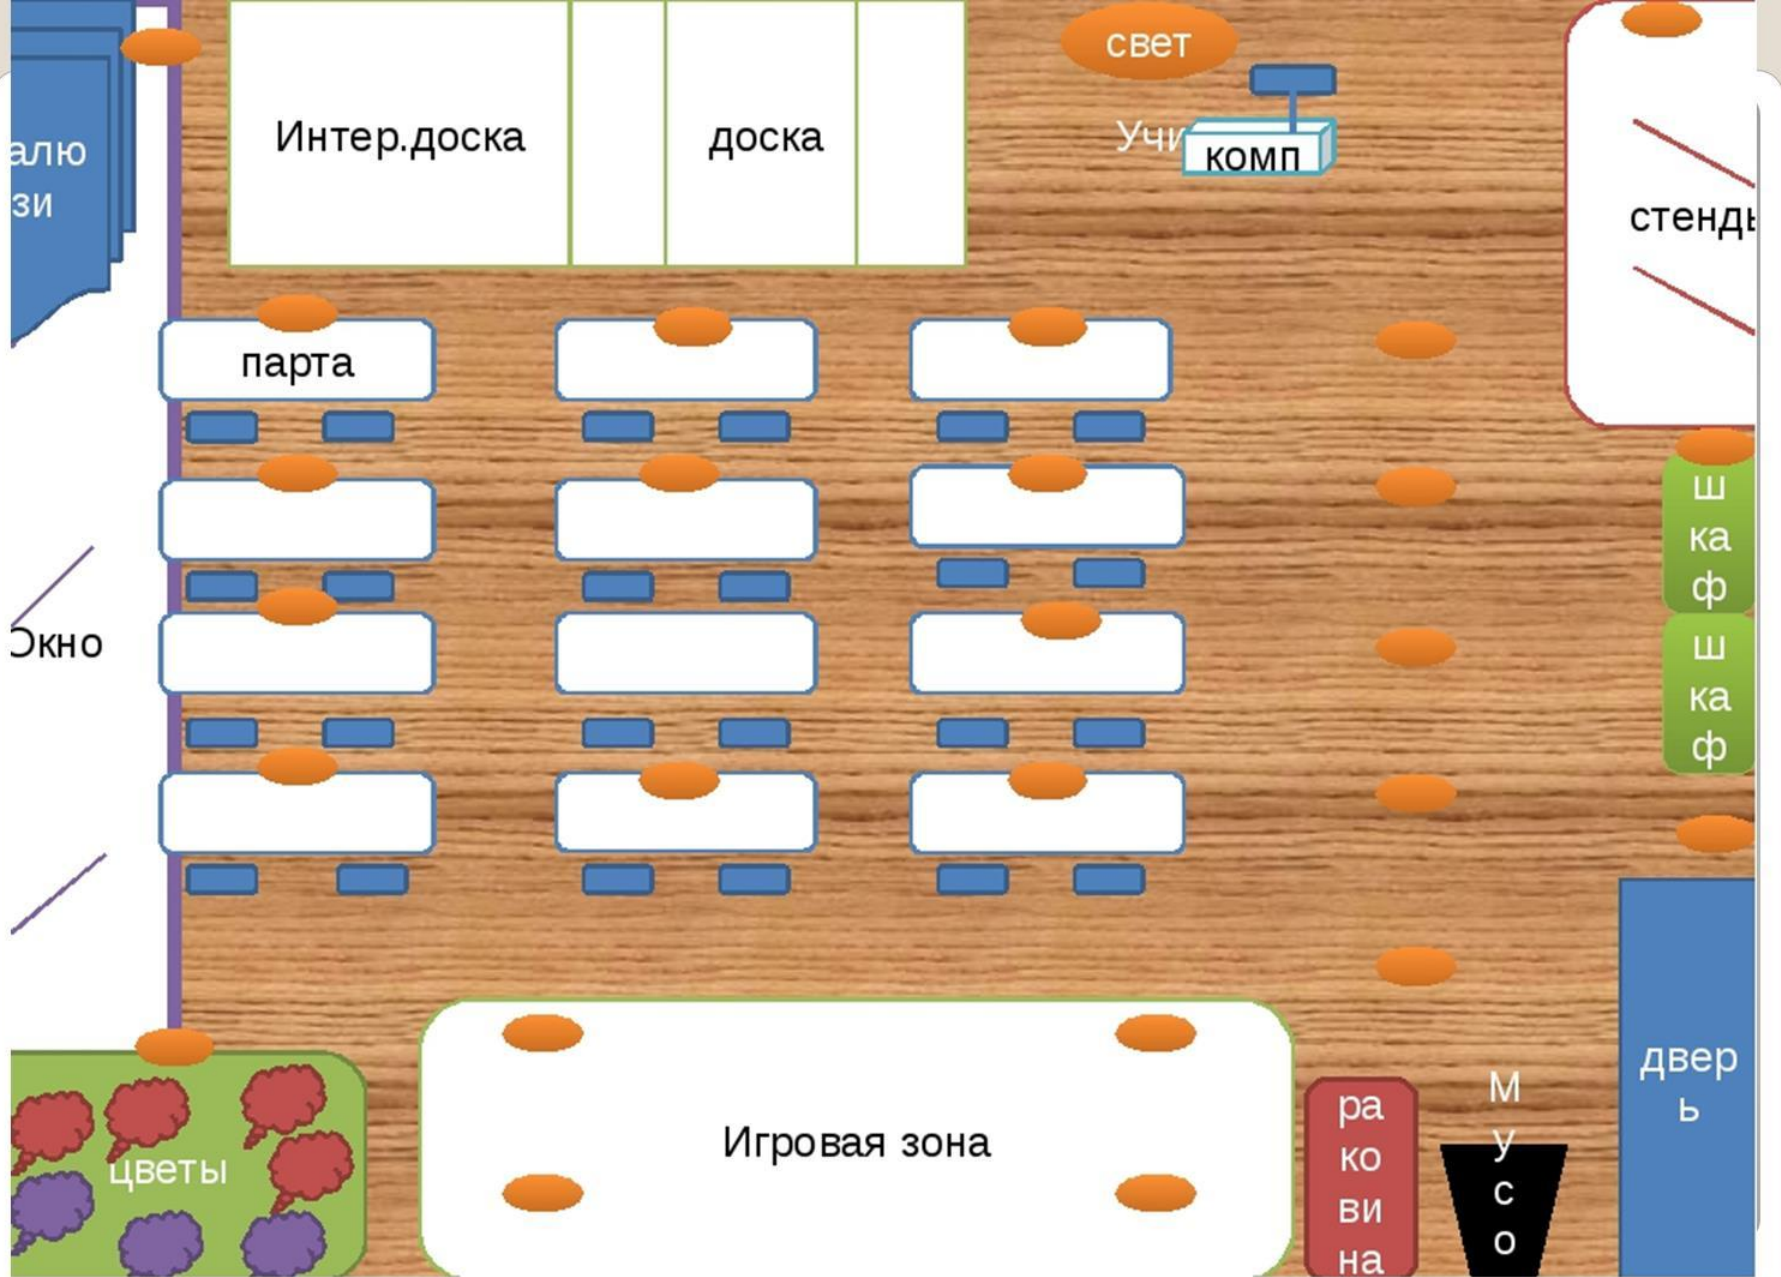 свет
алю
зи
Интер.доска
доска
Учи
комп
стенды
парта
ш
ка
ф
Окно
ш
ка
ф
двер
ь
Игровая зона
цветы
ра
ко
ви
на
М
у
с
о